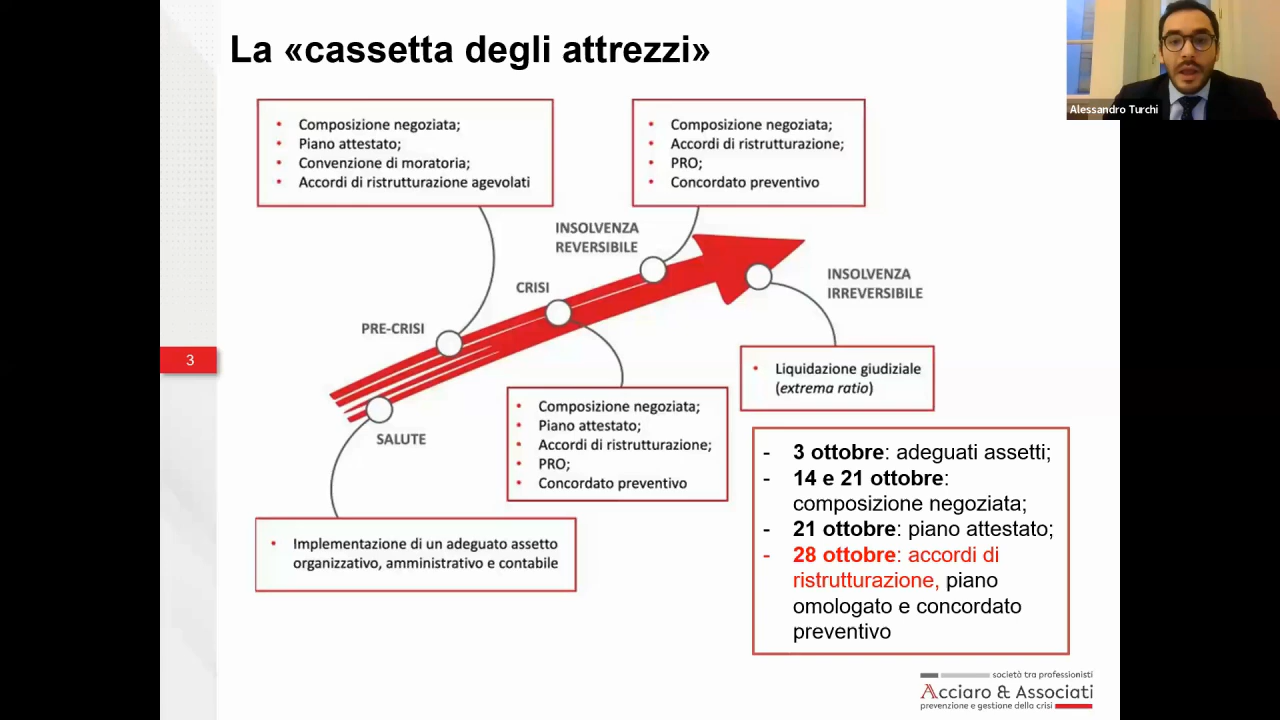 La «cassetta degli attrezzi»
Alessandro Turchi
• Composizione negoziata;
• Piano attestato;
• Convenzione di moratoria;
• Accordi di ristrutturazione agevolati
• Composizione negoziata;
• Accordi di ristrutturazione;
• PRO;
• Concordato preventivo
INSOLVENZA
REVERSIBILE
INSOLVENZA
IRREVERSIBILE
CRISI
PRE-CRISI
3
• Liquidazione giudiziale
(extrema ratio)
SALUTE
• Composizione negoziata;
• Piano attestato;
• Accordi di ristrutturazione;
• PRO;
• Concordato preventivo
• Implementazione di un adeguato assetto
organizzativo, amministrativo e contabile
- 3 ottobre: adeguati assetti;
- 14 e 21 ottobre:
composizione negoziata;
- 21 ottobre: piano attestato;
- 28 ottobre: accordi di
ristrutturazione, piano
omologato e concordato
preventivo
società tra professionisti
Acciaro & Associati
prevenzione e gestione della crisi